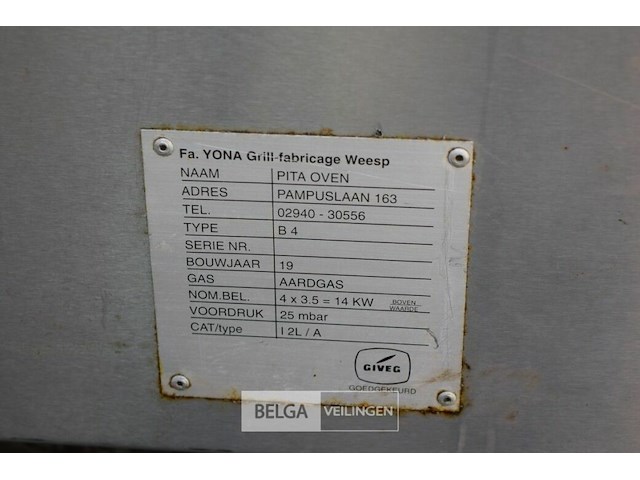 Fa. YONA Grill-fabricage Weesp
NAAM PITA OVEN
ADRES PAMPUSLAAN 163
TEL. 02940 - 30556
TYPE B 4
SERIE NR.
BOUWJAAR 19
GAS AARDGAS
NOM.BEL. 4 x 3.5 = 14 KW BOVEN WAARDE
VOORDRUK 25 mbar
CAT/type I 2L / A
GIVEG
GOEDGEKEURD
BELGA VEILINGEN